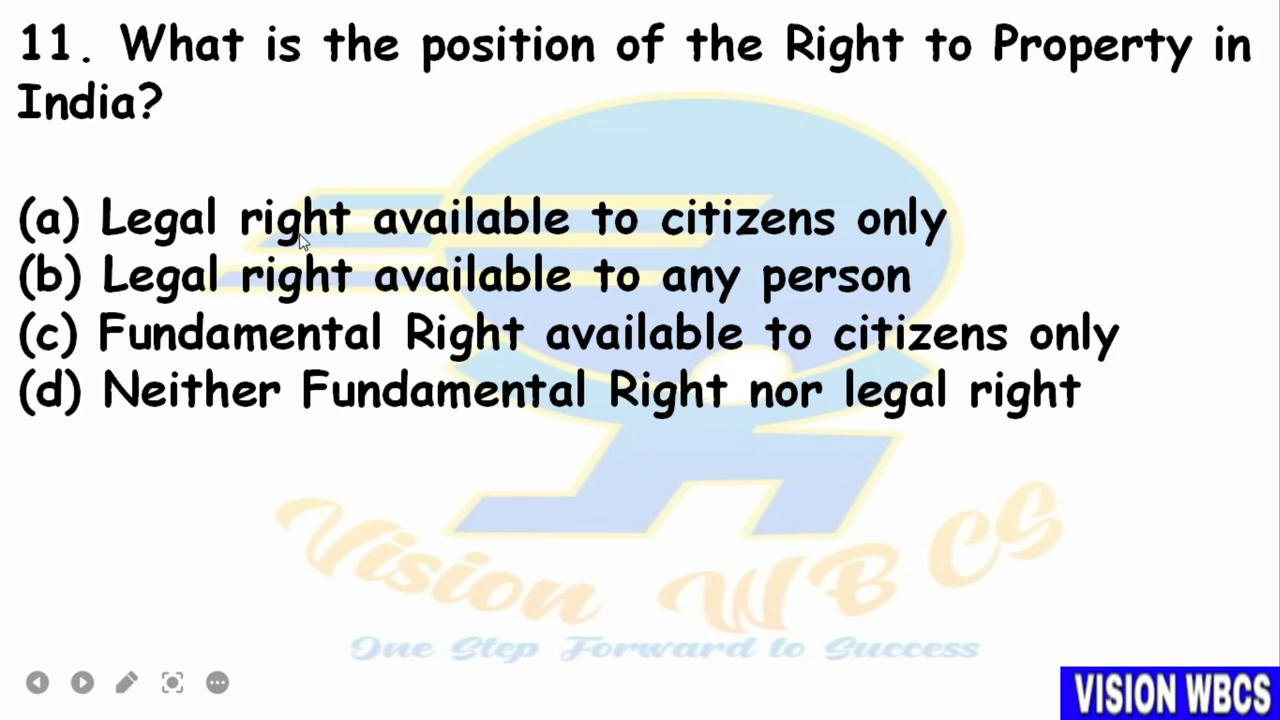 11. What is the position of the Right to Property in
India?
(a) Legal right available to citizens only
(b) Legal right available to any person
(c) Fundamental Right available to citizens only
(d) Neither Fundamental Right nor legal right
Vision WBCS
One Step Forward to Success
VISION WBCS